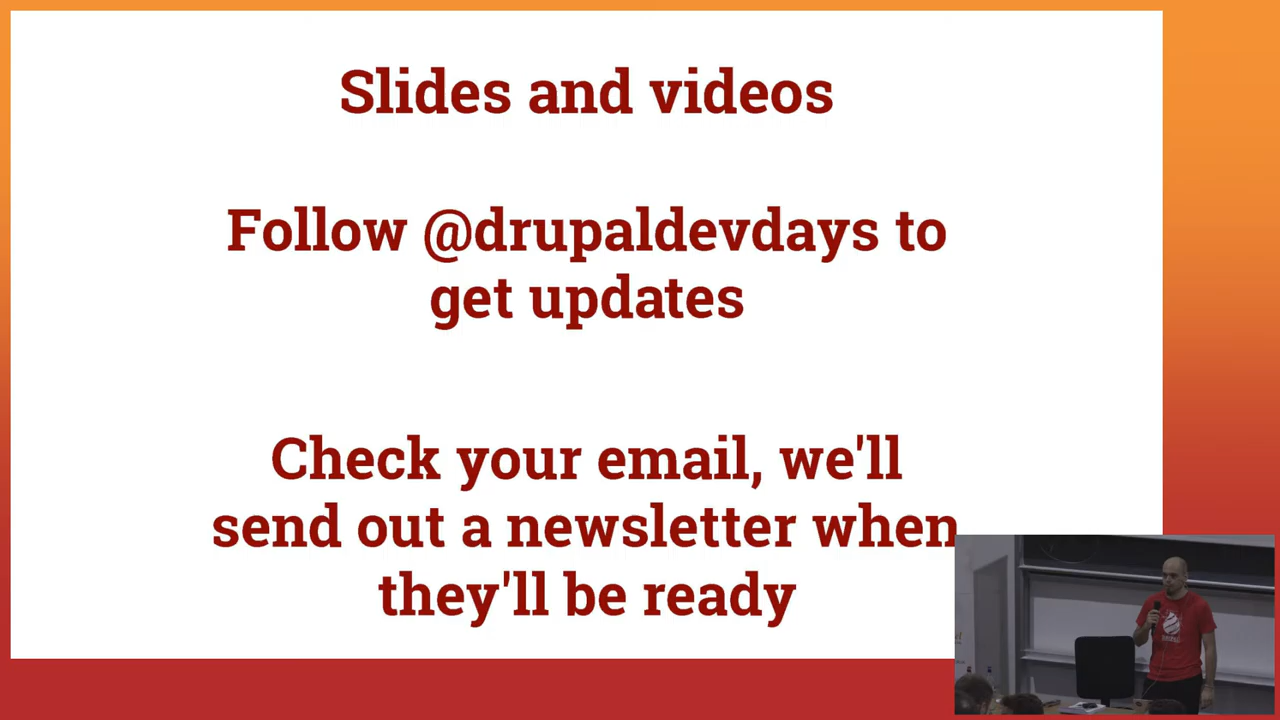 Slides and videos
Follow @drupaldevdays to
get updates
Check your email, we'll
send out a newsletter when
they'll be ready